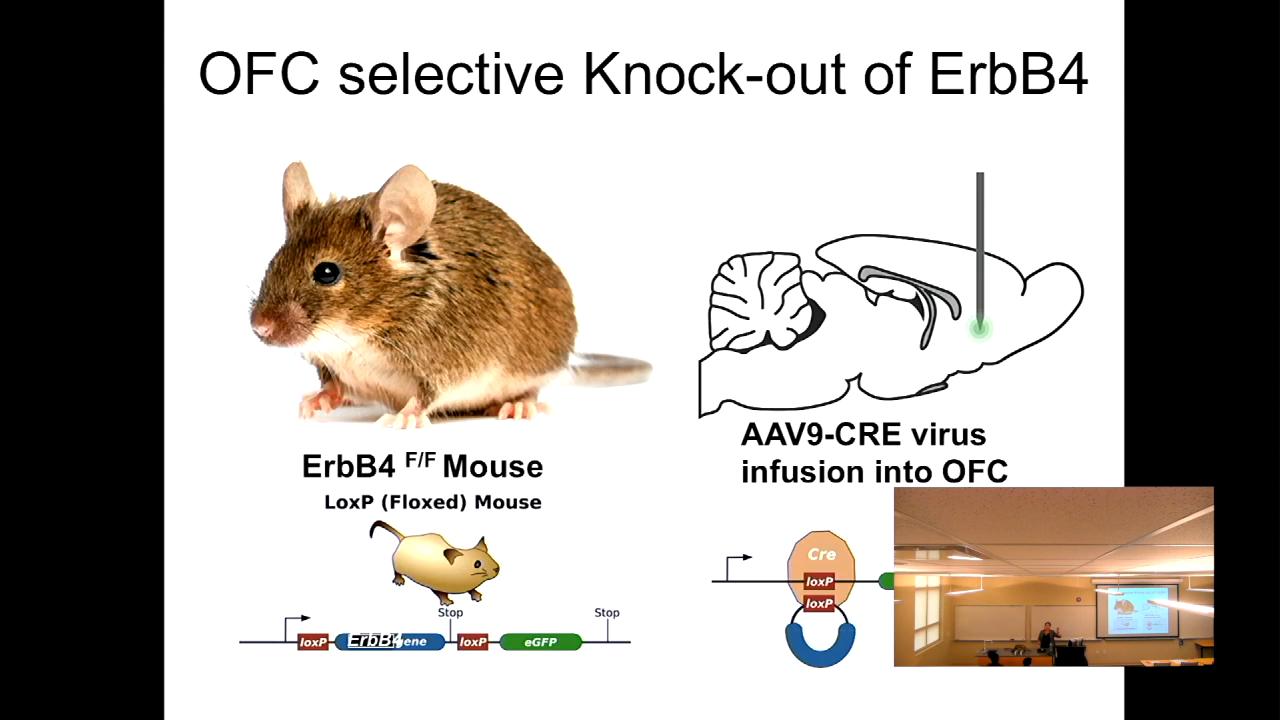 OFC selective Knock-out of ErbB4
ErbB4 F/F Mouse
LoxP (Floxed) Mouse
Stop
Stop
loxP
ErbB4
gene
loxP
eGFP
AAV9-CRE virus
infusion into OFC
Cre
loxP
loxP